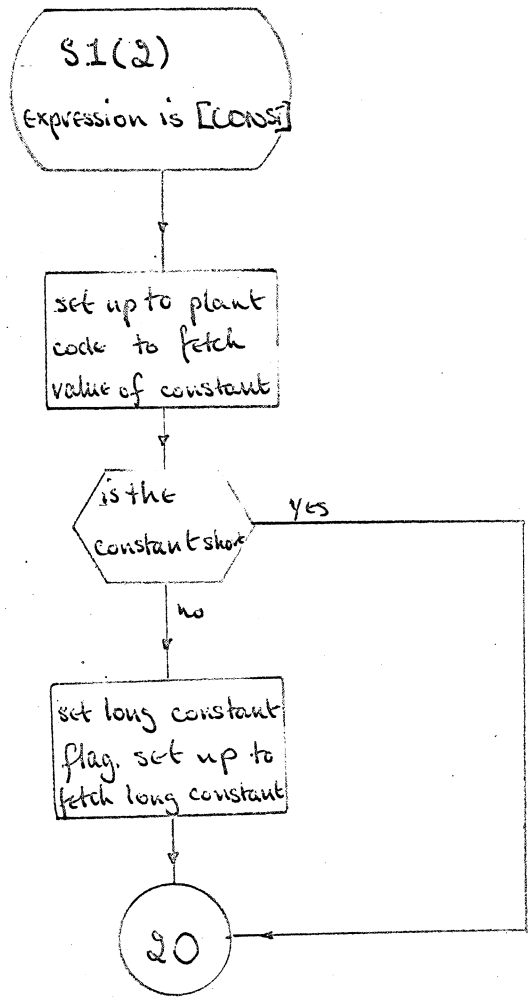 S1(2)
Expression is [CONST]
set up to plant
code to fetch
value of constant
is the
constant short
YES
no
set long constant
flag. set up to
fetch long constant
20